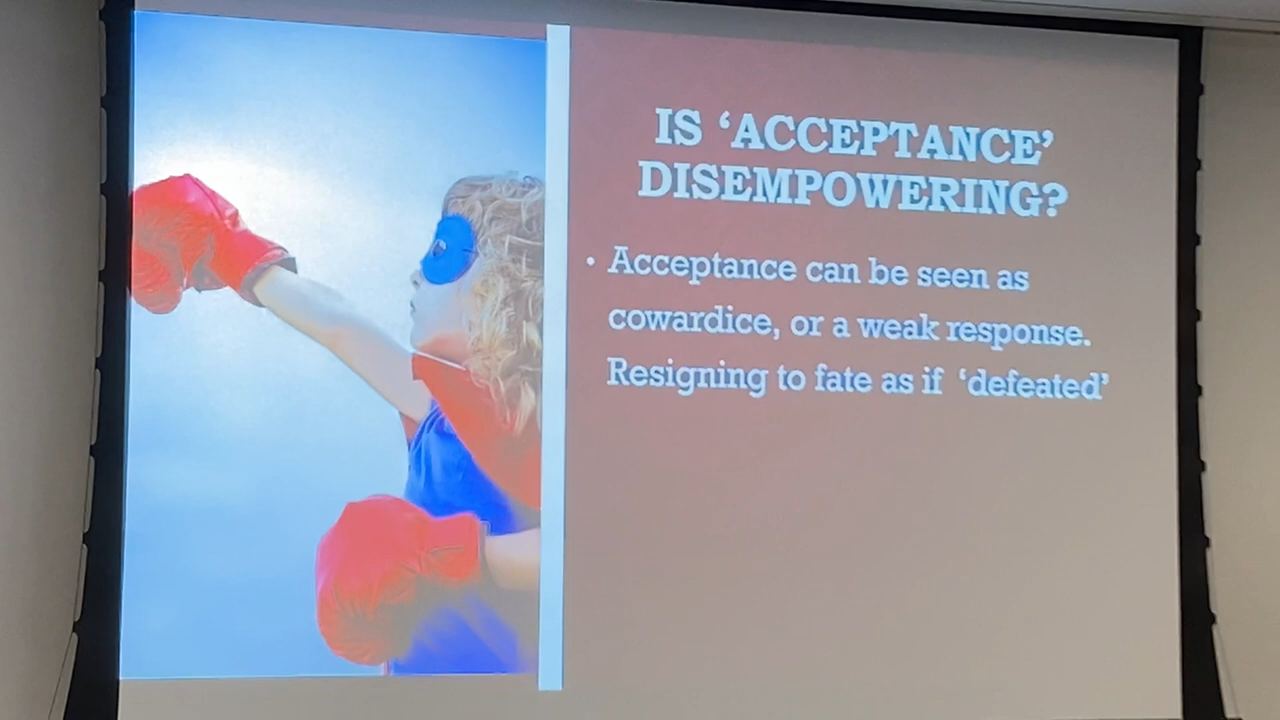 IS ‘ACCEPTANCE’
DISEMPOWERING?
• Acceptance can be seen as
cowardice, or a weak response.
Resigning to fate as if ‘defeated’